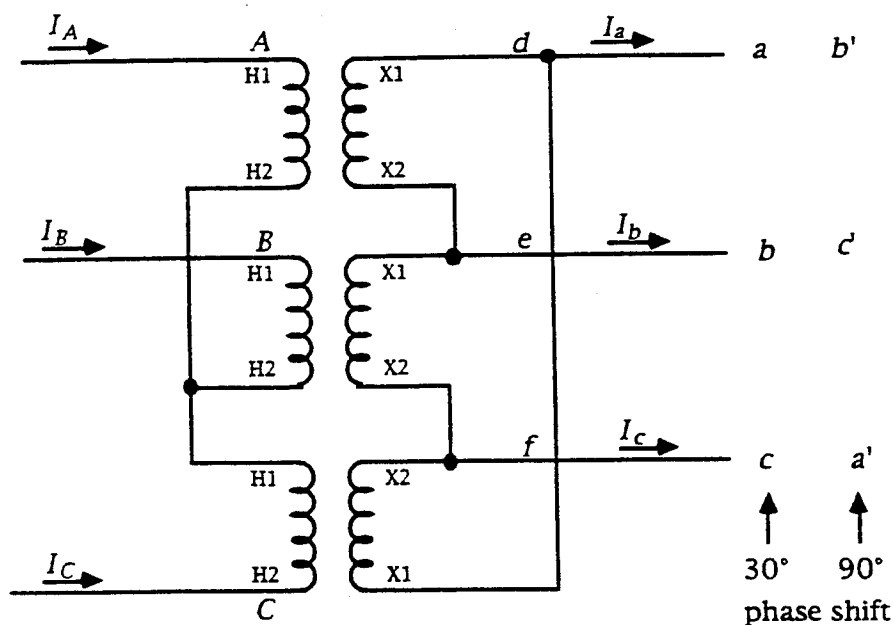 I_A A d I_a a b'
H1 X1
H2 X2
I_B B e I_b b c'
H1 X1
H2 X2
f I_c c a'
H1 X2
I_C H2 X1 30° 90°
C phase shift